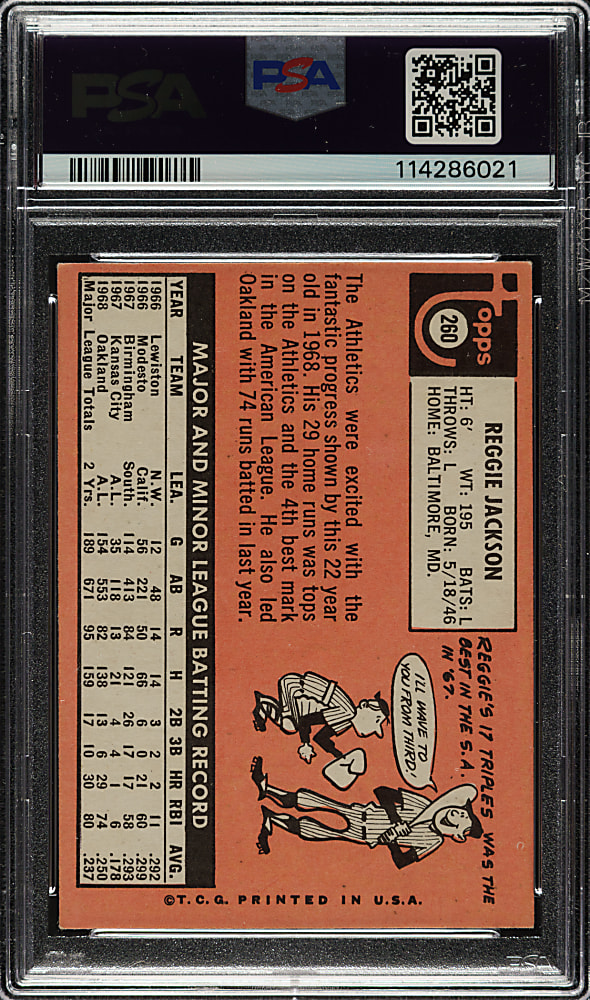 PSA
PSA
114286021
Topps
260
REGGIE JACKSON
HT: 6' WT: 195 BATS: L
THROWS: L BORN: 5/18/46
HOME: BALTIMORE, MD.
REGGIE'S 17 TRIPLES WAS THE
BEST IN THE S.A.
IN '67.
I'LL WAVE TO
YOU FROM THIRD!
The Athletics were excited with the
fantastic progress shown by this 22 year
old in 1968. His 29 home runs was tops
on the Athletics and the 4th best mark
in the American League. He also led
Oakland with 74 runs batted in last year.
MAJOR AND MINOR LEAGUE BATTING RECORD
YEAR TEAM LEA. G AB R H 2B 3B HR RBI AVG.
1966 Lewiston N.W. 12 48 14 14 3 2 2 11 .292
1966 Modesto Calif. 56 221 50 66 6 0 21 60 .299
1967 Birmingham South. 114 413 84 121 26 17 17 58 .293
1967 Kansas City A.L. 35 118 13 21 4 4 1 6 .178
1968 Oakland A.L. 154 553 82 138 13 6 29 74 .250
Major League Totals 2 Yrs. 189 671 95 159 17 10 30 80 .237
©T.C.G. PRINTED IN U.S.A.
PSA